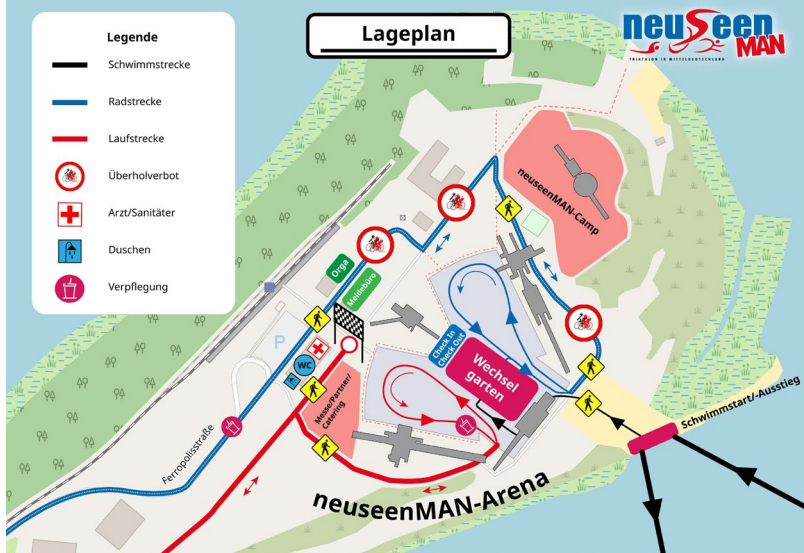 Lageplan
neuseen
MAN
TRIATHLON IN MITTELDEUTSCHLAND
Legende
Schwimmstrecke
Radstrecke
Laufstrecke
Überholverbot
Arzt/Sanitäter
Duschen
Verpflegung
neuseenMAN-Camp
Orga
Meldebüro
P
WC
Check In
Check Out
Wechsel
garten
Messe/Partner/
Catering
Schwimmstart/-Ausstieg
Ferropolisstraße
neuseenMAN-Arena